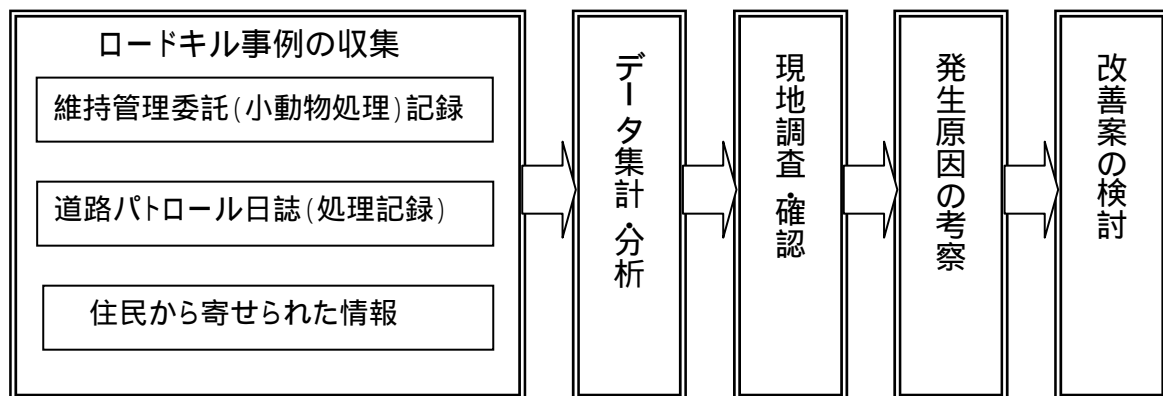 ロードキル事例の収集
維持管理委託(小動物処理)記録
道路パトロール日誌(処理記録)
住民から寄せられた情報
データ集計・分析
現地調査・確認
発生原因の考察
改善案の検討